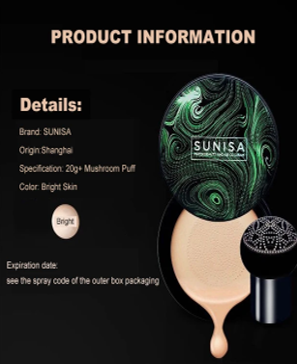 PRODUCT INFORMATION
Details:
Brand: SUNISA
Origin:Shanghai
Specification: 20g+ Mushroom Puff
Color: Bright Skin
Bright
Expiration date:
see the spray code of the outer box packaging
SUNISA